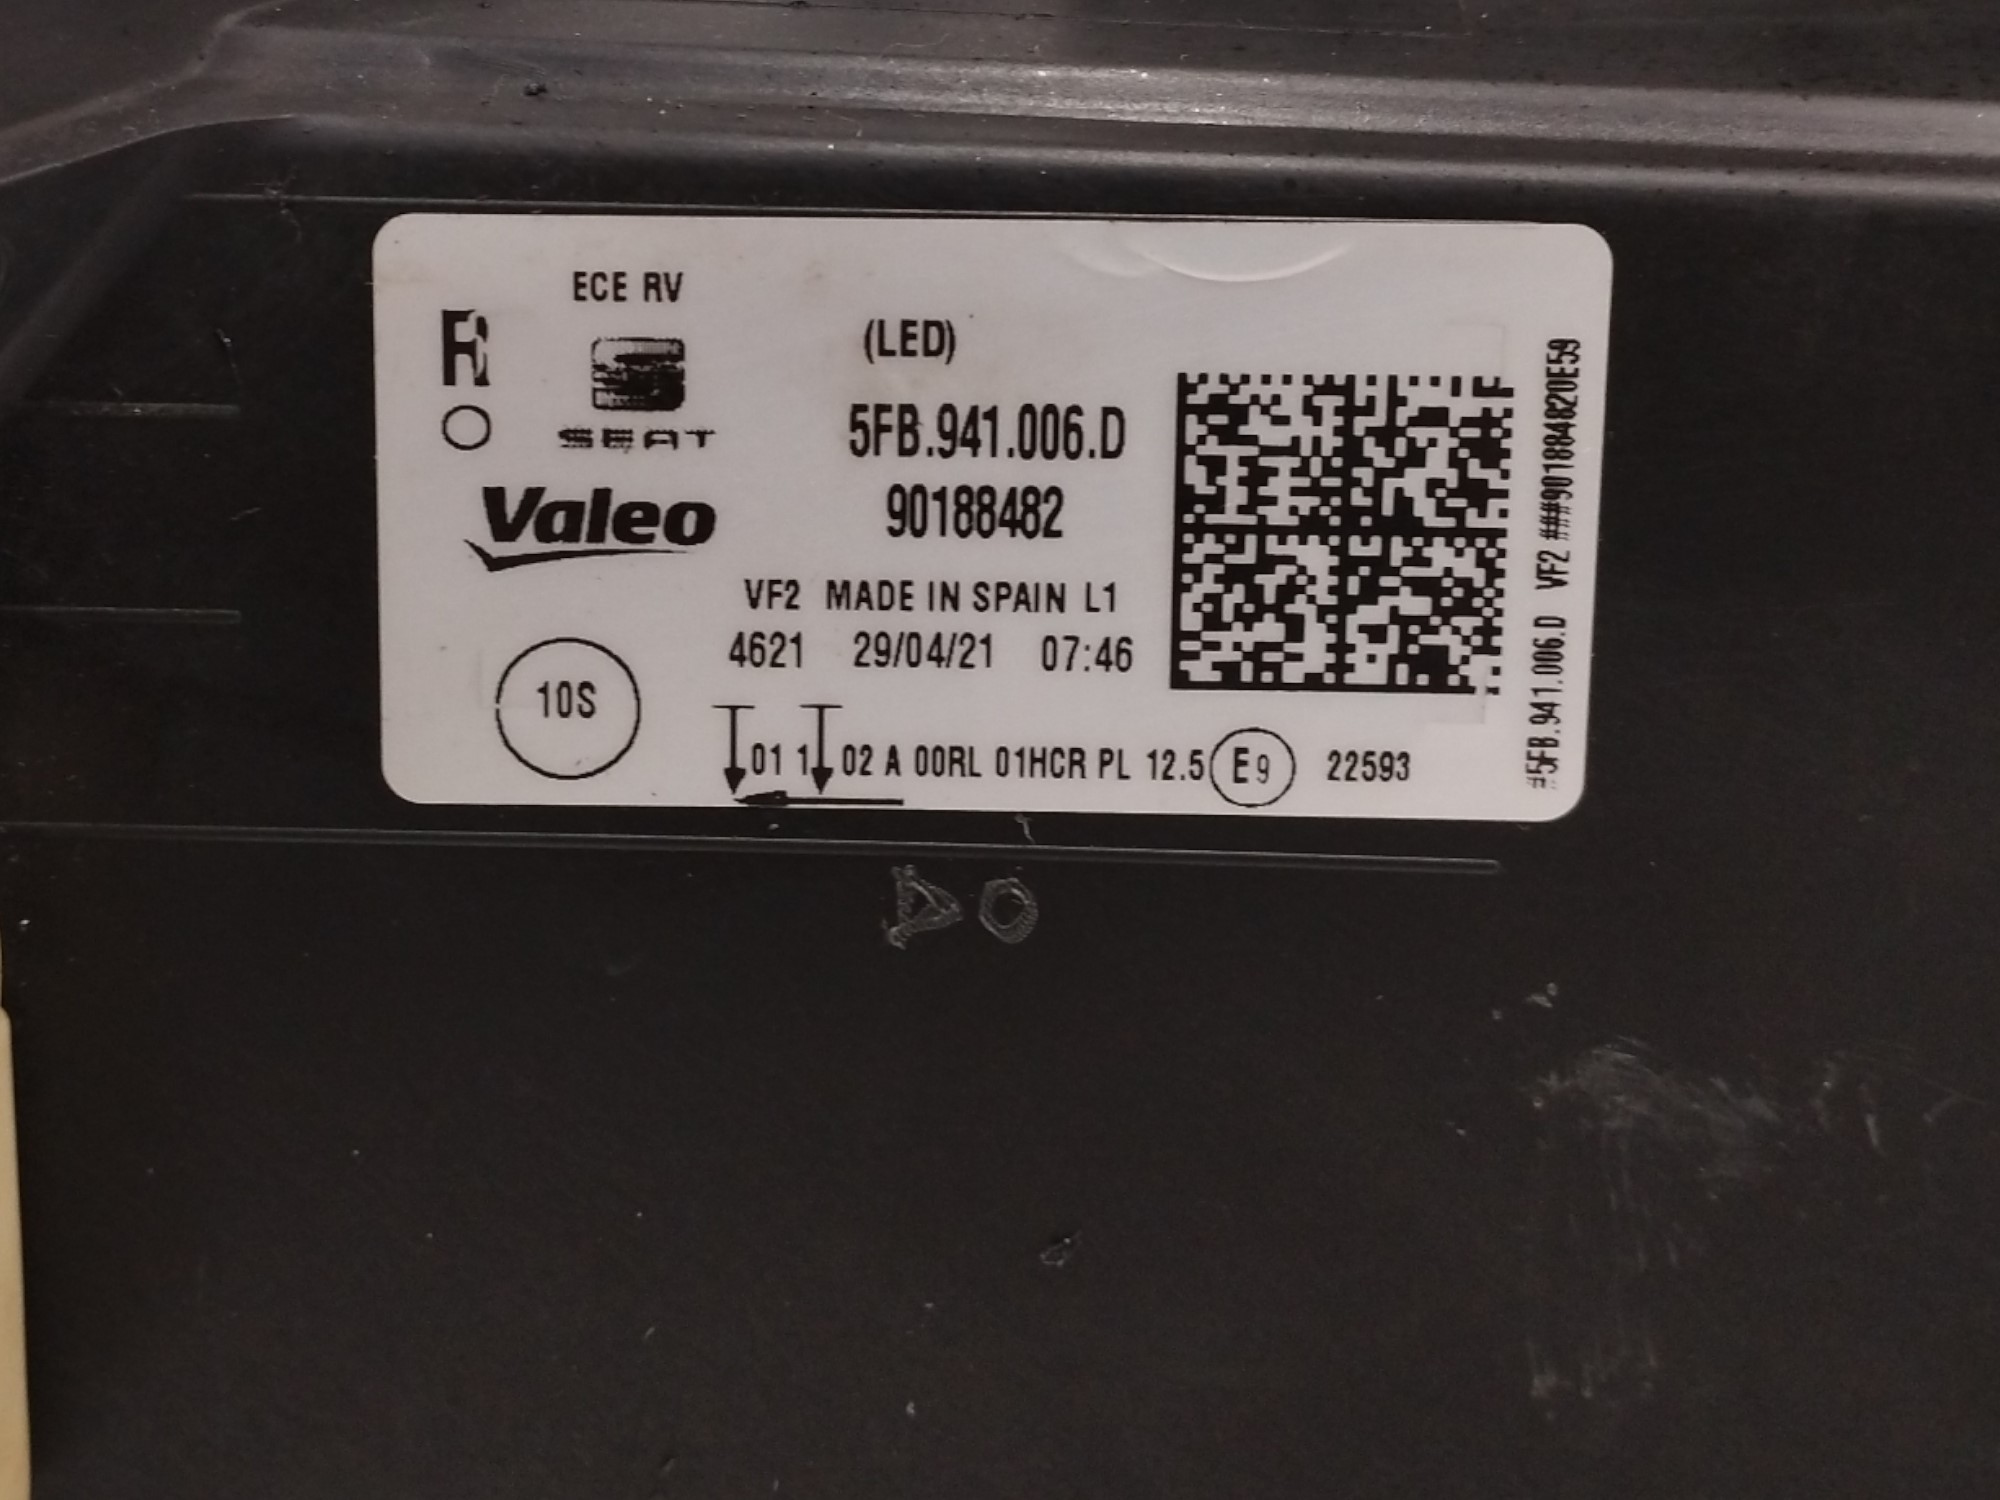 ECE RV
R
SEAT
Valeo
(LED)
5FB.941.006.D
90188482
VF2 MADE IN SPAIN L1
4621 29/04/21 07:46
10S
01 1 02 A 00RL 01HCR PL 12.5 E9 22593
#5FB.941.006.D VF2 ###9018848820E59